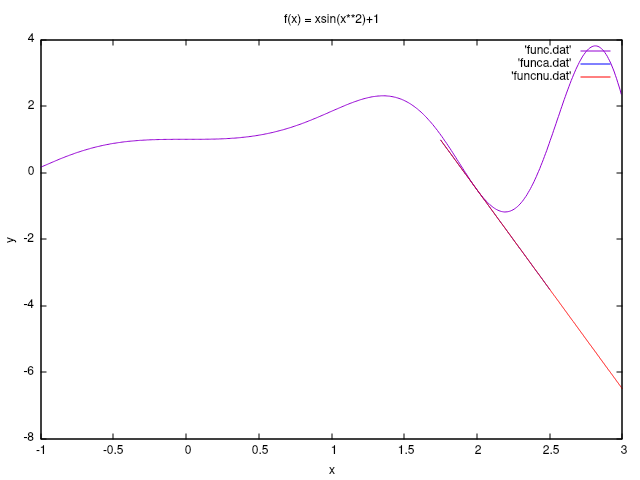 f(x) = xsin(x**2)+1
'func.dat'
'funca.dat'
'funcnu.dat'
4
2
0
-2
-4
-6
-8
y
-1 -0.5 0 0.5 1 1.5 2 2.5 3
x